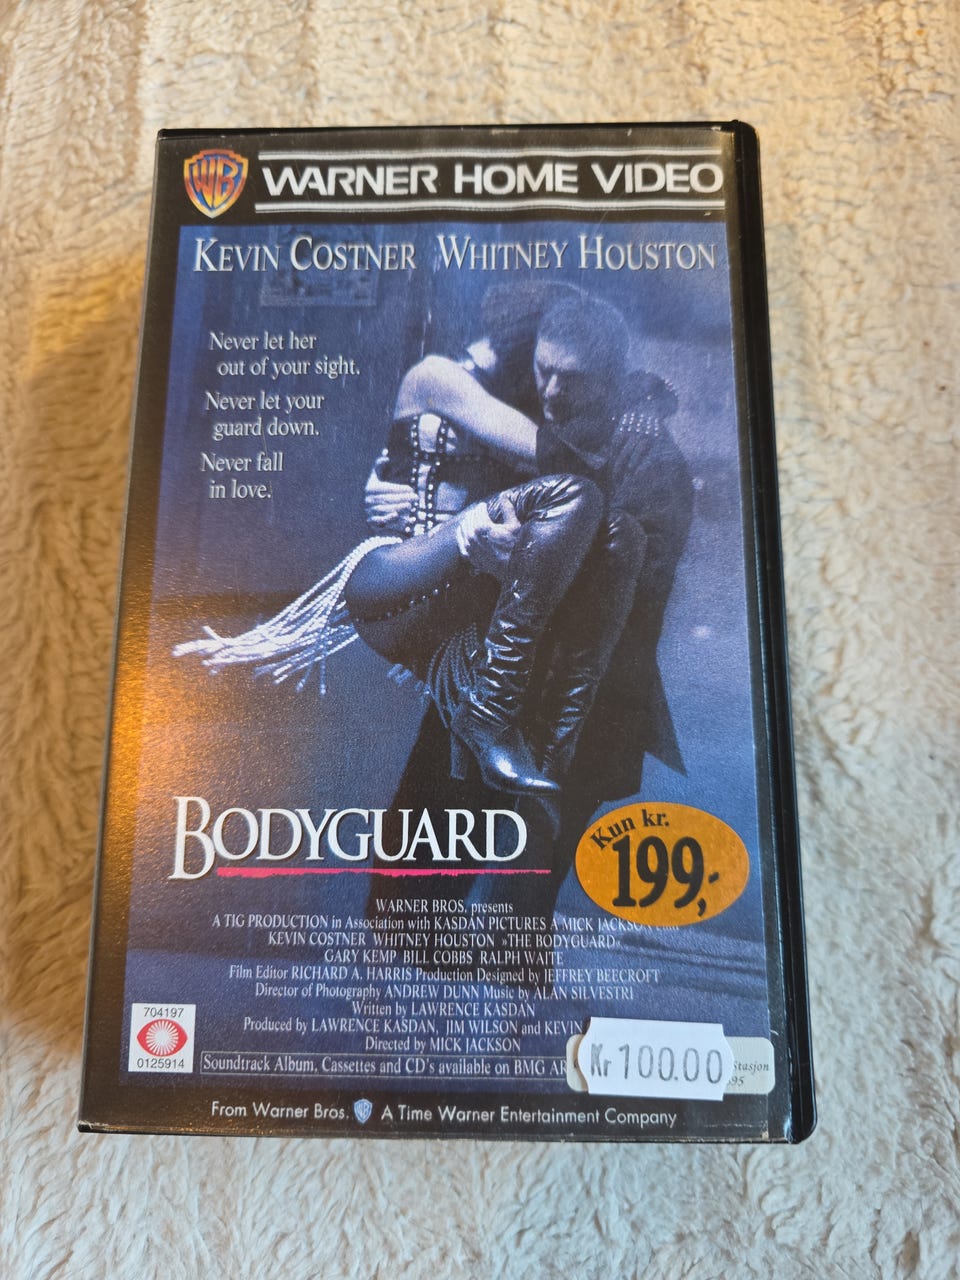 WB WARNER HOME VIDEO
KEVIN COSTNER WHITNEY HOUSTON
Never let her
out of your sight.
Never let your
guard down.
Never fall
in love.
BODYGUARD
Kun kr.
199,-
WARNER BROS. presents
A TIG PRODUCTION in Association with KASDAN PICTURES A MICK JACKSON
KEVIN COSTNER WHITNEY HOUSTON »THE BODYGUARD«
GARY KEMP BILL COBBS RALPH WAITE
Film Editor RICHARD A. HARRIS Production Designed by JEFFREY BEECROFT
Director of Photography ANDREW DUNN Music by ALAN SILVESTRI
Written by LAWRENCE KASDAN
Produced by LAWRENCE KASDAN, JIM WILSON and KEVIN
Directed by MICK JACKSON
704197
0125914
Soundtrack Album, Cassettes and CD's available on BMG AR
Kr 100.00
stasjon
From Warner Bros. WB A Time Warner Entertainment Company